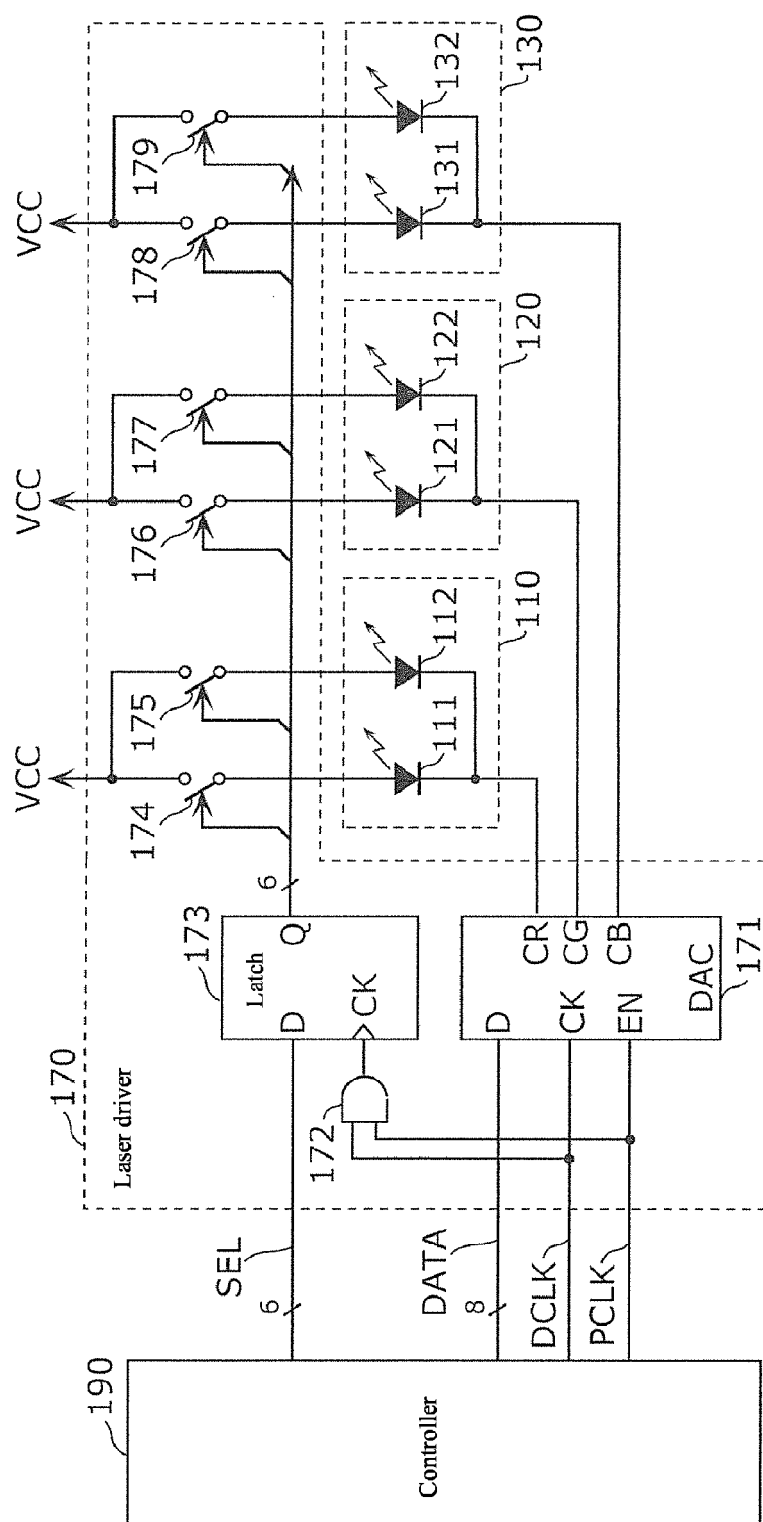 190
Controller
SEL
6
DATA
8
DCLK
PCLK
170
Laser driver
172
173
Latch
D
Q
CK
6
D
CK
EN
CR
CG
CB
DAC
171
VCC
174
175
111
112
110
VCC
176
177
121
122
120
VCC
178
179
131
132
130